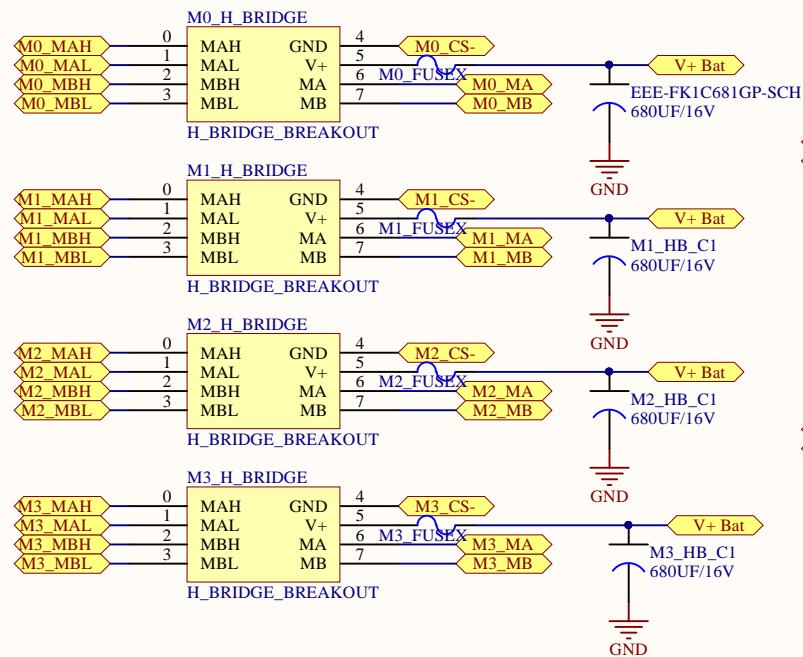 M0_H_BRIDGE
M0_MAH 0 MAH GND 4 M0_CS-
M0_MAL 1 MAL V+ 5 M0_FUSEX V+ Bat
M0_MBH 2 MBH MA 6 M0_MA
M0_MBL 3 MBL MB 7 M0_MB
H_BRIDGE_BREAKOUT
EEE-FK1C681GP-SCH
680UF/16V
GND
M1_H_BRIDGE
M1_MAH 0 MAH GND 4 M1_CS-
M1_MAL 1 MAL V+ 5 M1_FUSEX V+ Bat
M1_MBH 2 MBH MA 6 M1_MA
M1_MBL 3 MBL MB 7 M1_MB
H_BRIDGE_BREAKOUT
M1_HB_C1
680UF/16V
GND
M2_H_BRIDGE
M2_MAH 0 MAH GND 4 M2_CS-
M2_MAL 1 MAL V+ 5 M2_FUSEX V+ Bat
M2_MBH 2 MBH MA 6 M2_MA
M2_MBL 3 MBL MB 7 M2_MB
H_BRIDGE_BREAKOUT
M2_HB_C1
680UF/16V
GND
M3_H_BRIDGE
M3_MAH 0 MAH GND 4 M3_CS-
M3_MAL 1 MAL V+ 5 M3_FUSEX V+ Bat
M3_MBH 2 MBH MA 6 M3_MA
M3_MBL 3 MBL MB 7 M3_MB
H_BRIDGE_BREAKOUT
M3_HB_C1
680UF/16V
GND